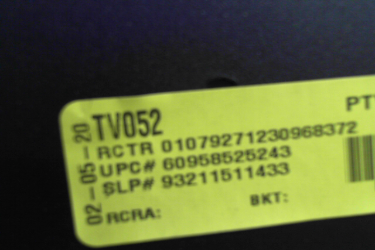 TV052
PT
RCTR 01079271230968372
UPC# 60958525243
SLP# 93211511433
BKT:
RCRA:
02-05-20